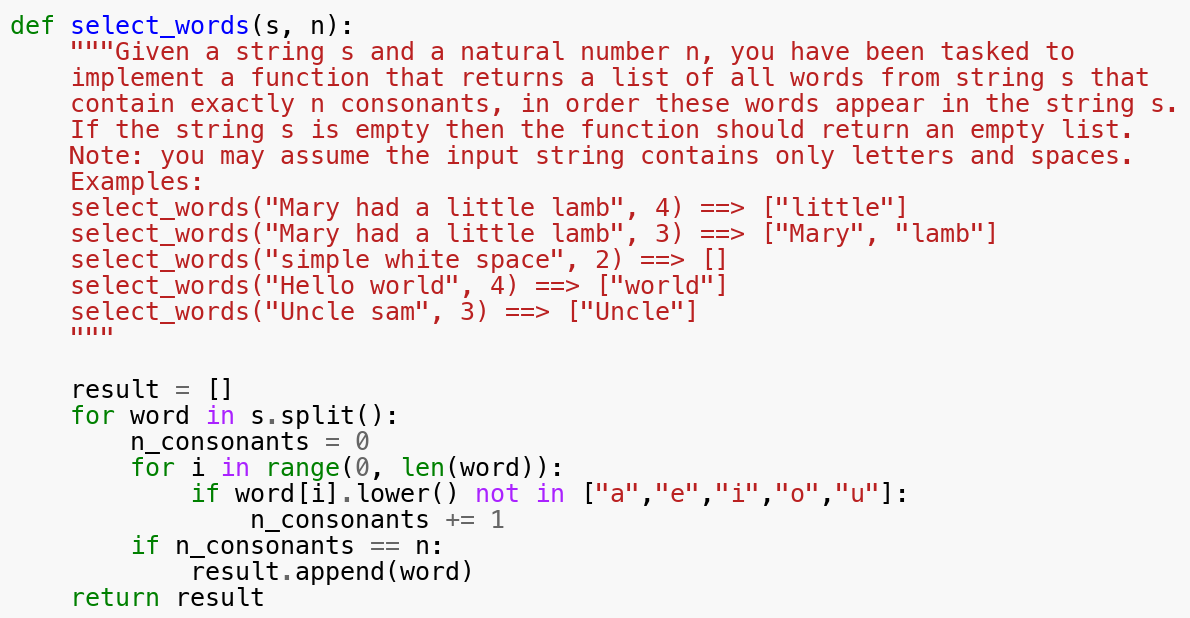 def select_words(s, n):
    """Given a string s and a natural number n, you have been tasked to
    implement a function that returns a list of all words from string s that
    contain exactly n consonants, in order these words appear in the string s.
    If the string s is empty then the function should return an empty list.
    Note: you may assume the input string contains only letters and spaces.
    Examples:
    select_words("Mary had a little lamb", 4) ==> ["little"]
    select_words("Mary had a little lamb", 3) ==> ["Mary", "lamb"]
    select_words("simple white space", 2) ==> []
    select_words("Hello world", 4) ==> ["world"]
    select_words("Uncle sam", 3) ==> ["Uncle"]
    """

    result = []
    for word in s.split():
        n_consonants = 0
        for i in range(0, len(word)):
            if word[i].lower() not in ["a","e","i","o","u"]:
                n_consonants += 1
        if n_consonants == n:
            result.append(word)
    return result